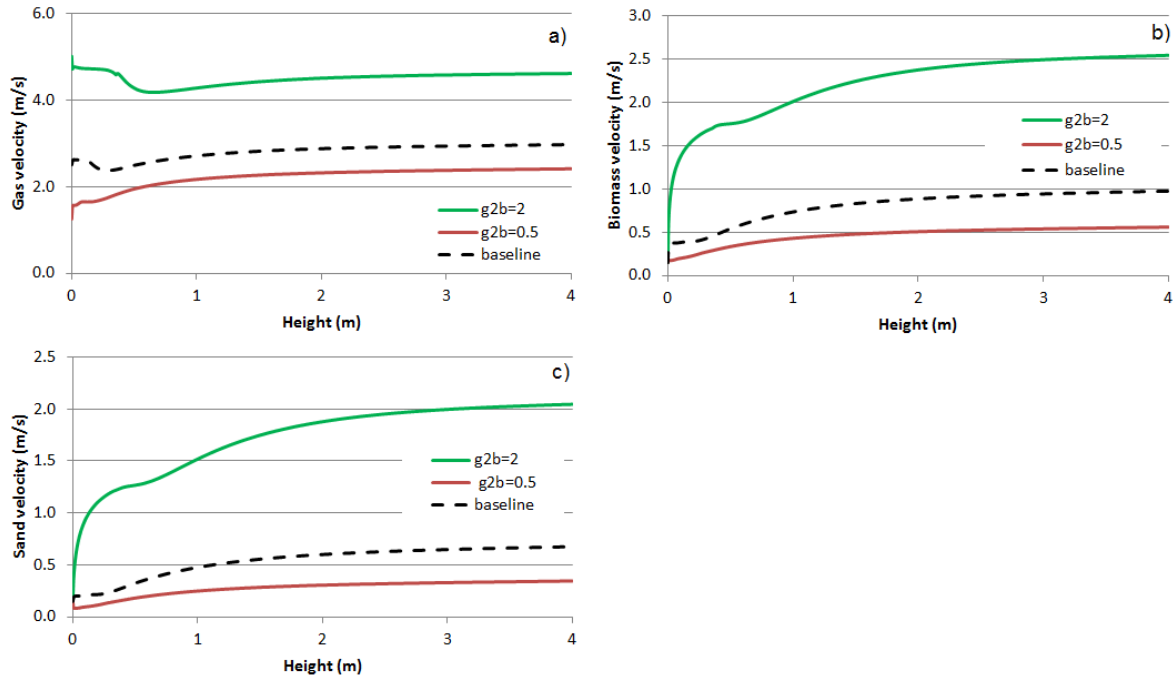 6.0
a)
4.0
Gas velocity (m/s)
2.0
g2b=2
g2b=0.5
baseline
0.0
0 1 2 3 4
Height (m)
3.0
b)
2.5
2.0
Biomass velocity (m/s)
1.5
g2b=2
g2b=0.5
baseline
1.0
0.5
0.0
0 1 2 3 4
Height (m)
2.5
c)
2.0
Sand velocity (m/s)
1.5
g2b=2
g2b=0.5
baseline
1.0
0.5
0.0
0 1 2 3 4
Height (m)